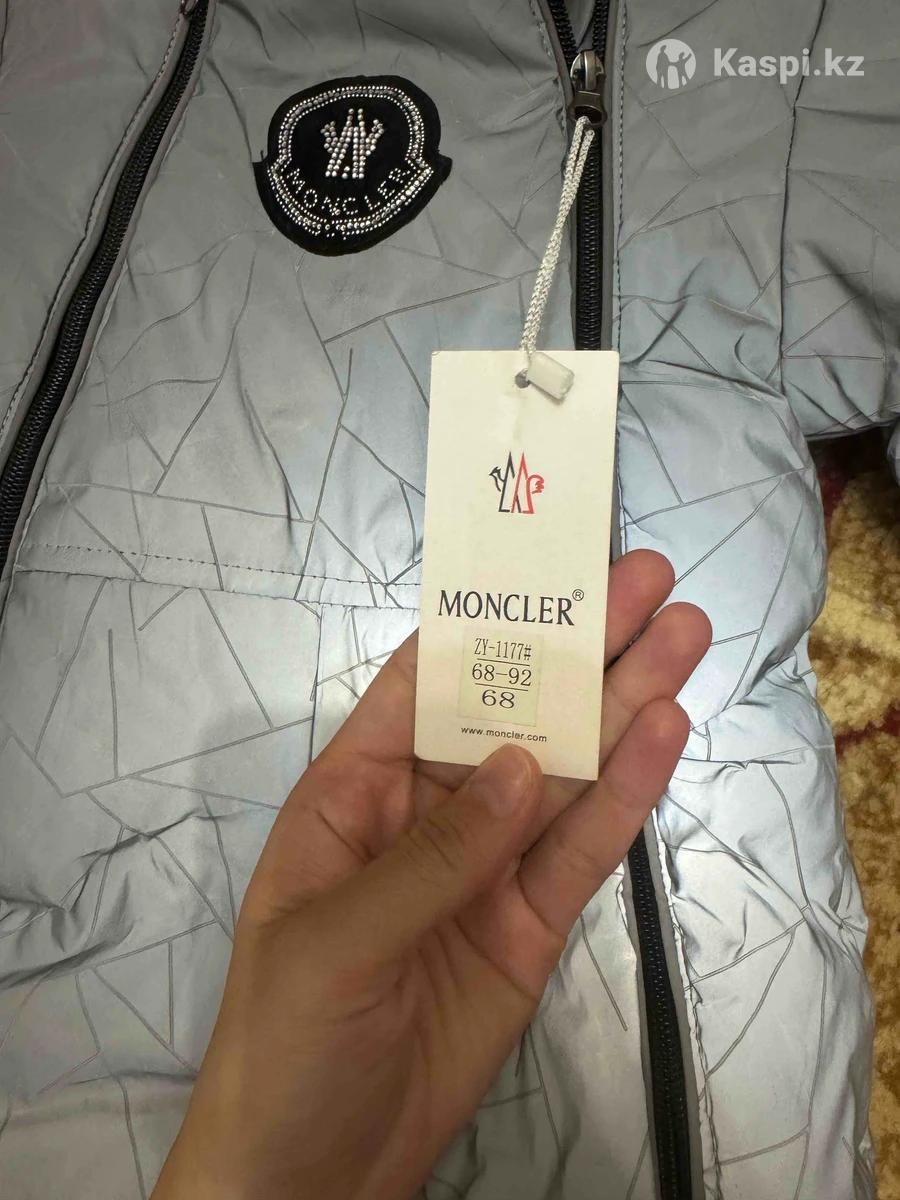 Kaspi.kz
MONCLER
MONCLER®
ZY-1177#
68-92
68
www.moncler.com